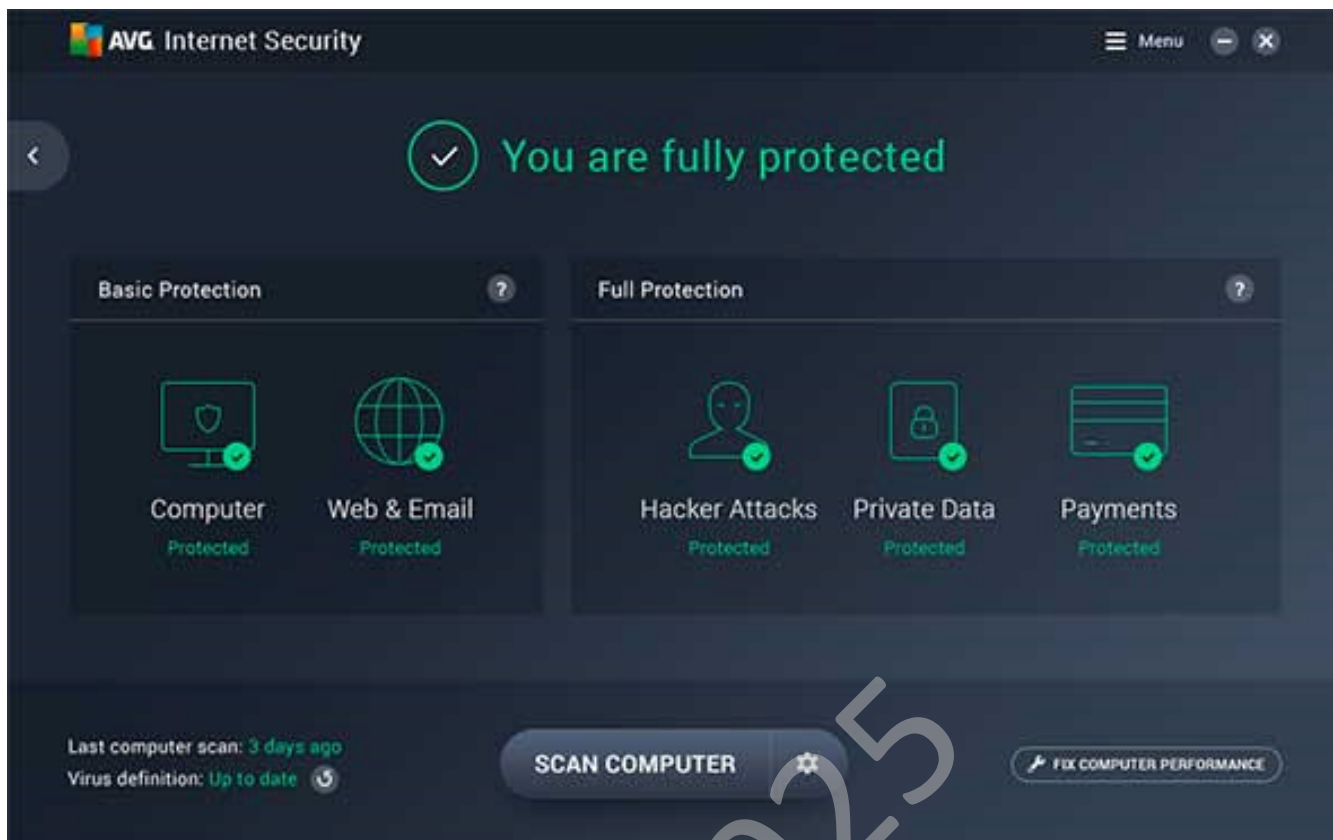 AVG Internet Security
Menu
You are fully protected
Basic Protection ?
Full Protection ?
Computer
Protected
Web & Email
Protected
Hacker Attacks
Protected
Private Data
Protected
Payments
Protected
Last computer scan: 3 days ago
Virus definition: Up to date
SCAN COMPUTER
FIX COMPUTER PERFORMANCE
25